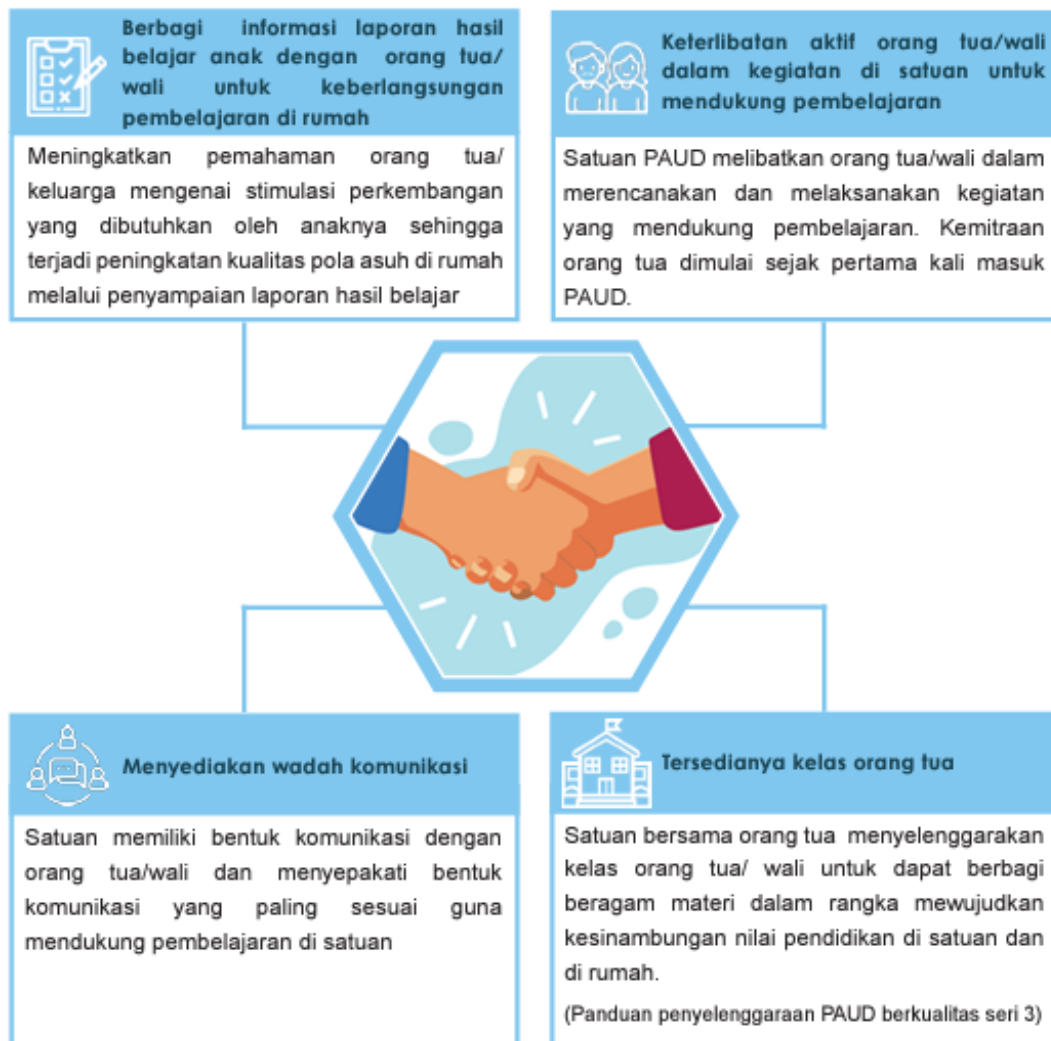 Berbagi informasi laporan hasil
belajar anak dengan orang tua/
wali untuk keberlangsungan
pembelajaran di rumah
Meningkatkan pemahaman orang tua/
keluarga mengenai stimulasi perkembangan
yang dibutuhkan oleh anaknya sehingga
terjadi peningkatan kualitas pola asuh di rumah
melalui penyampaian laporan hasil belajar
Keterlibatan aktif orang tua/wali
dalam kegiatan di satuan untuk
mendukung pembelajaran
Satuan PAUD melibatkan orang tua/wali dalam
merencanakan dan melaksanakan kegiatan
yang mendukung pembelajaran. Kemitraan
orang tua dimulai sejak pertama kali masuk
PAUD.
Menyediakan wadah komunikasi
Satuan memiliki bentuk komunikasi dengan
orang tua/wali dan menyepakati bentuk
komunikasi yang paling sesuai guna
mendukung pembelajaran di satuan
Tersedianya kelas orang tua
Satuan bersama orang tua menyelenggarakan
kelas orang tua/ wali untuk dapat berbagi
beragam materi dalam rangka mewujudkan
kesinambungan nilai pendidikan di satuan dan
di rumah.
(Panduan penyelenggaraan PAUD berkualitas seri 3)